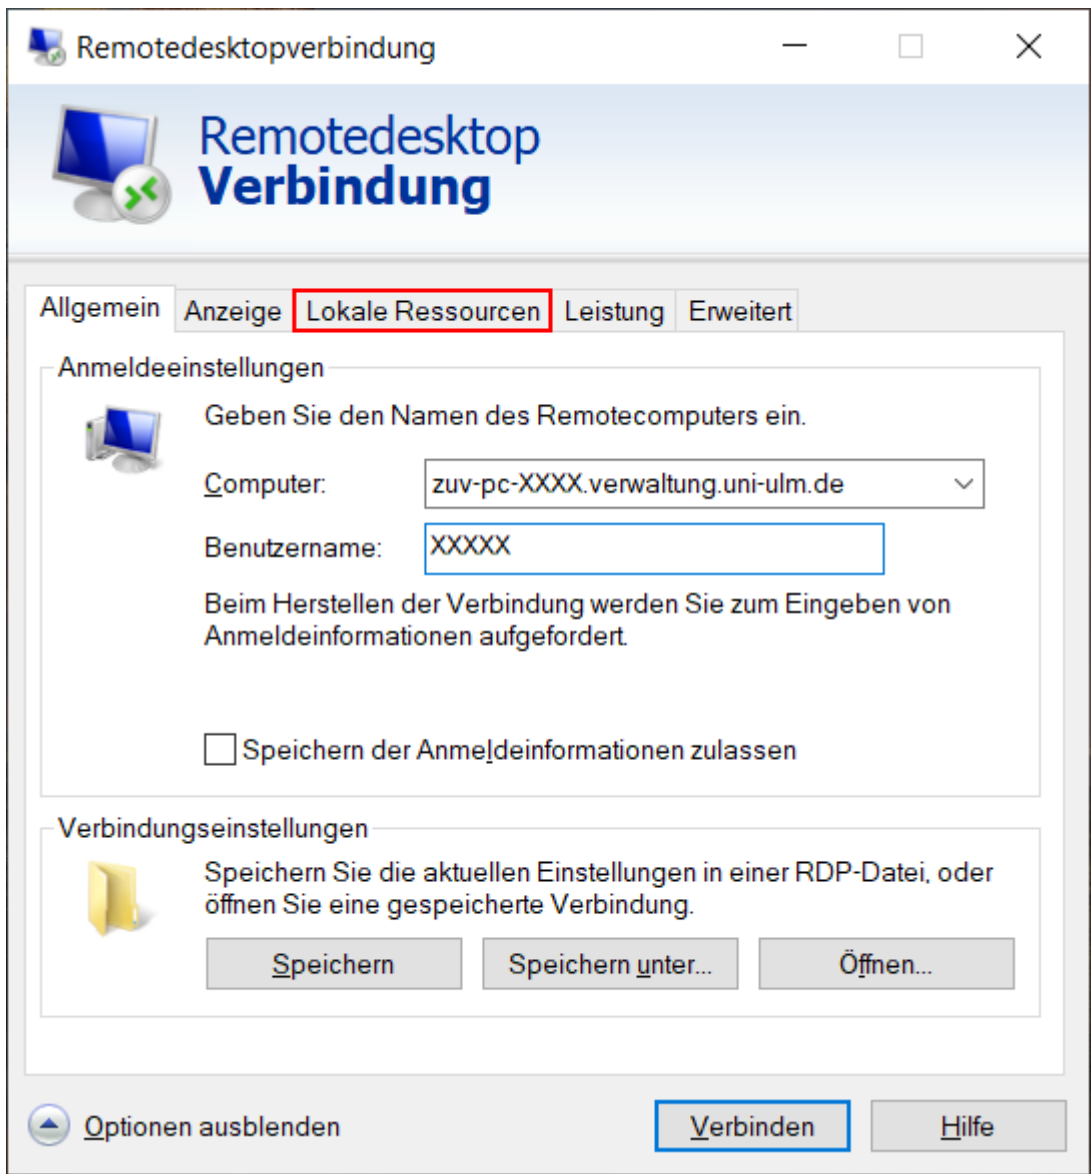 Remotedesktopverbindung
Remotedesktop
Verbindung
Allgemein Anzeige Lokale Ressourcen Leistung Erweitert
Anmeldeeinstellungen
Geben Sie den Namen des Remotecomputers ein.
Computer: zuv-pc-XXXX.verwaltung.uni-ulm.de
Benutzername: XXXXX
Beim Herstellen der Verbindung werden Sie zum Eingeben von
Anmeldeinformationen aufgefordert.
Speichern der Anmeldeinformationen zulassen
Verbindungseinstellungen
Speichern Sie die aktuellen Einstellungen in einer RDP-Datei, oder
öffnen Sie eine gespeicherte Verbindung.
Speichern Speichern unter... Öffnen...
Optionen ausblenden Verbinden Hilfe